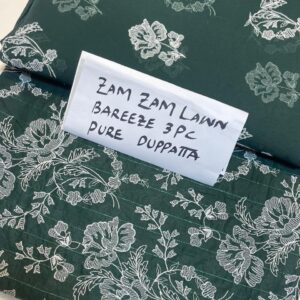 ZAM ZAM LAWN
BAREEZE 3PC
PURE DUPPATTA